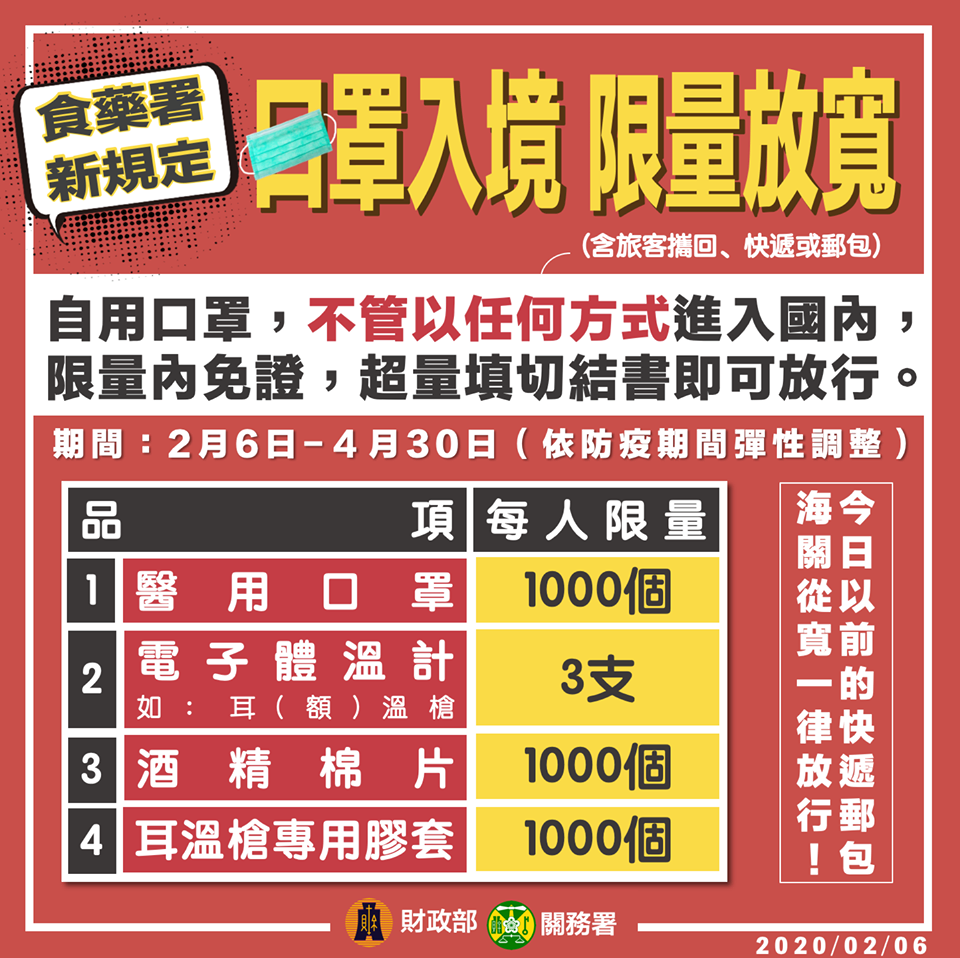 食藥署
新規定
口罩入境 限量放寬
(含旅客攜回、快遞或郵包)
自用口罩，不管以任何方式進入國內，
限量內免證，超量填切結書即可放行。
期間：2月6日-4月30日（依防疫期間彈性調整）
品項 每人限量
1 醫用口罩 1000個
2 電子體溫計 3支
如：耳(額)溫槍
3 酒精棉片 1000個
4 耳溫槍專用膠套 1000個
今日以前的快遞郵包
海關從寬一律放行！
財政部 關務署
2020/02/06